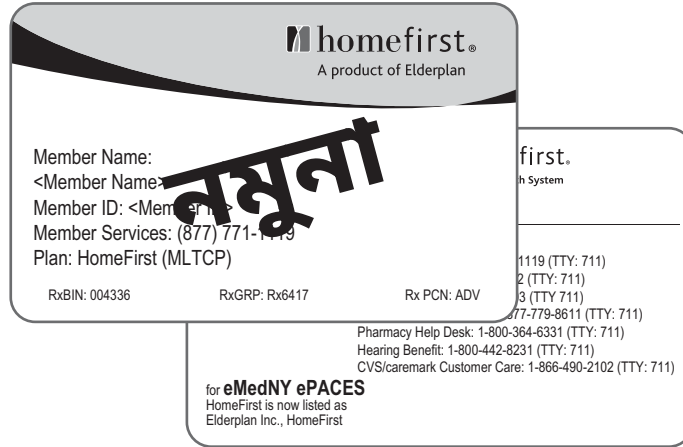 homefirst®
A product of Elderplan
Member Name:
<Member Name>
নমুনা
Member ID: <Member ID>
Member Services: (877) 771-1119
Plan: HomeFirst (MLTCP)
RxBIN: 004336 RxGRP: Rx6417 Rx PCN: ADV
first.
h System
1119 (TTY: 711)
2 (TTY: 711)
3 (TTY 711)
877-779-8611 (TTY: 711)
Pharmacy Help Desk: 1-800-364-6331 (TTY: 711)
Hearing Benefit: 1-800-442-8231 (TTY: 711)
CVS/caremark Customer Care: 1-866-490-2102 (TTY: 711)
for eMedNY ePACES
HomeFirst is now listed as
Elderplan Inc., HomeFirst